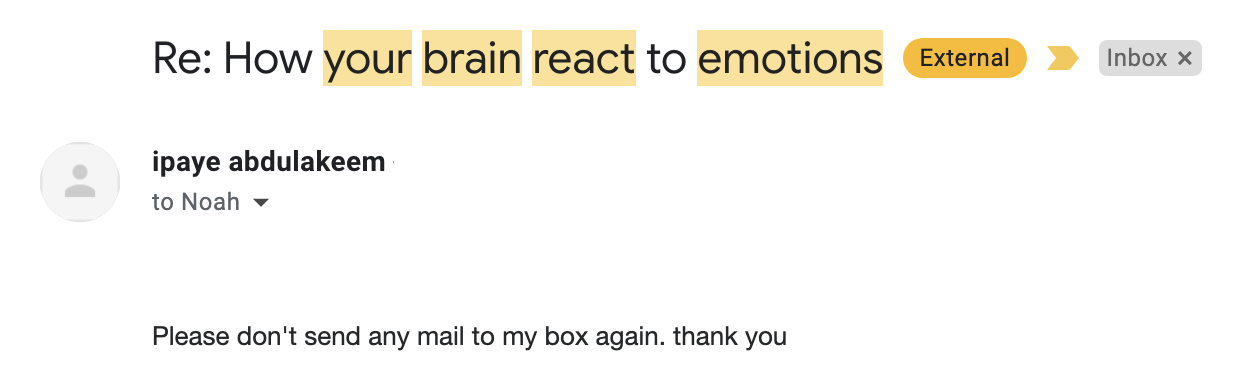 Re: How your brain react to emotions External Inbox ×
ipaye abdulakeem
to Noah
Please don't send any mail to my box again. thank you